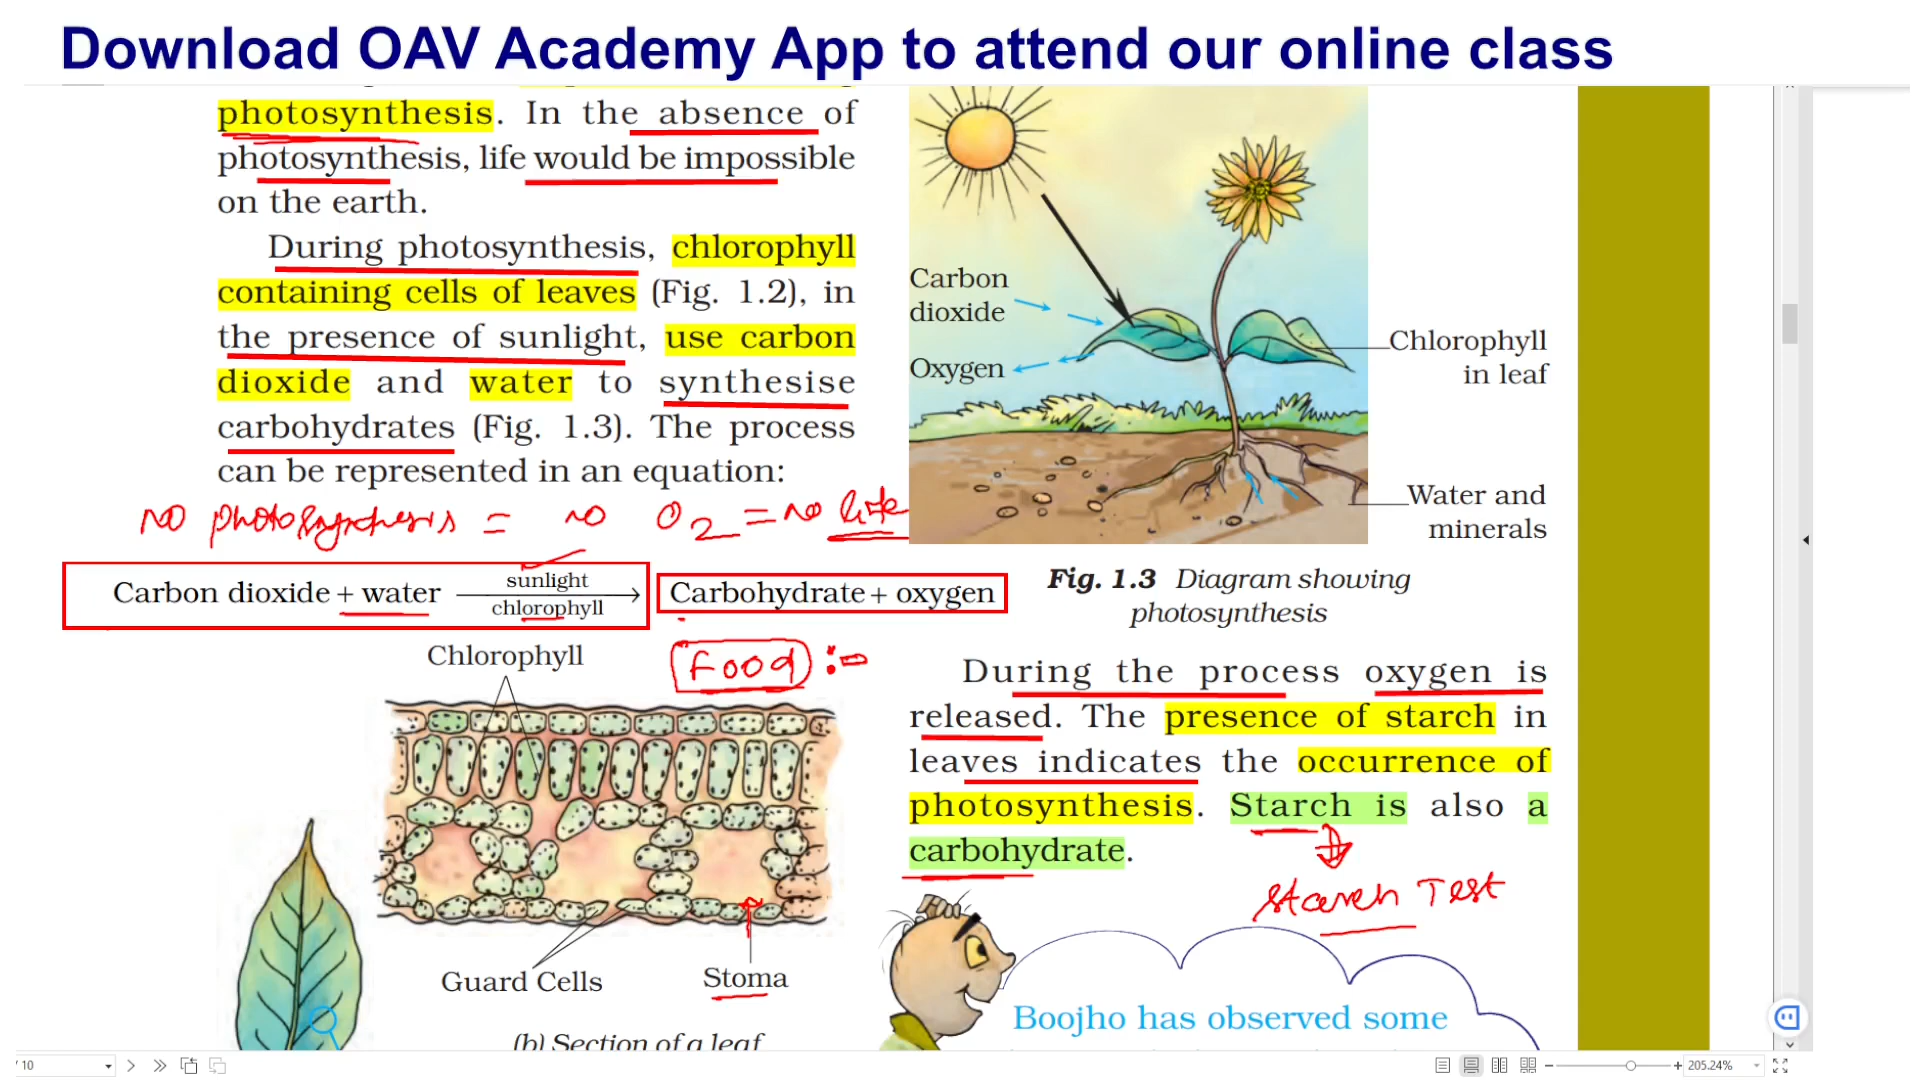 Download OAV Academy App to attend our online class
photosynthesis. In the absence of
photosynthesis, life would be impossible
on the earth.
During photosynthesis, chlorophyll
containing cells of leaves (Fig. 1.2), in
the presence of sunlight, use carbon
dioxide and water to synthesise
carbohydrates (Fig. 1.3). The process
can be represented in an equation:
NO photosynthesis = no O2 = no life
Carbon dioxide + water sunlight chlorophyll Carbohydrate + oxygen
Food :-
Chlorophyll
Guard Cells
Stoma
(b) Section of a leaf
Carbon
dioxide
Oxygen
Chlorophyll
in leaf
Water and
minerals
Fig. 1.3 Diagram showing
photosynthesis
During the process oxygen is
released. The presence of starch in
leaves indicates the occurrence of
photosynthesis. Starch is also a
carbohydrate.
Starch Test
Boojho has observed some
/ 10
205.24%